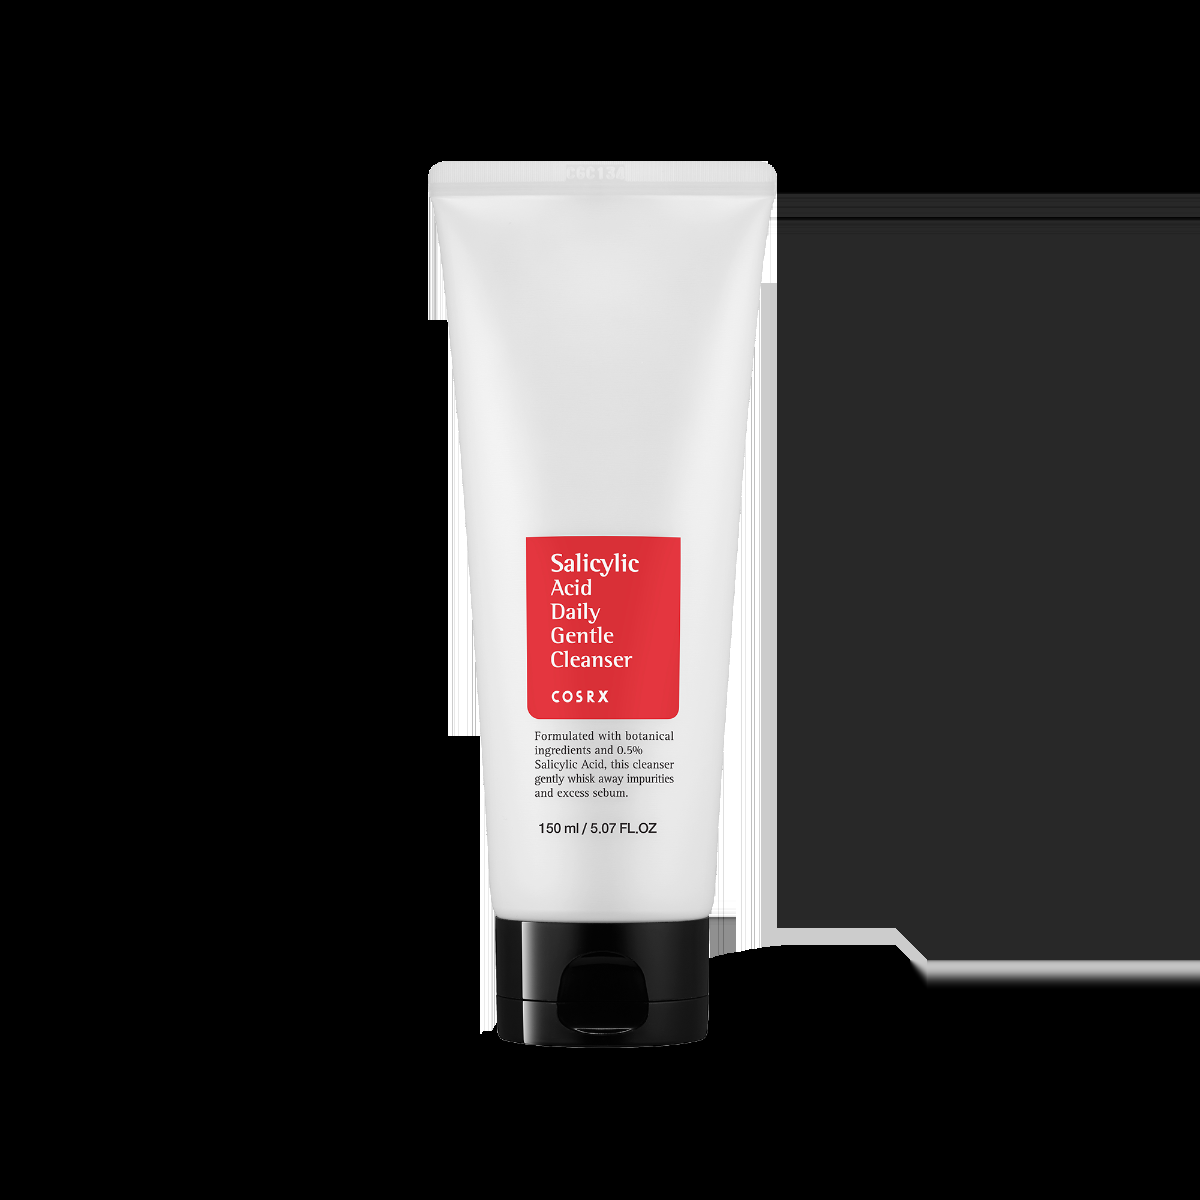 Salicylic
Acid
Daily
Gentle
Cleanser
COSRX
Formulated with botanical
ingredients and 0.5%
Salicylic Acid, this cleanser
gently whisk away impurities
and excess sebum.
150 ml / 5.07 FL.OZ